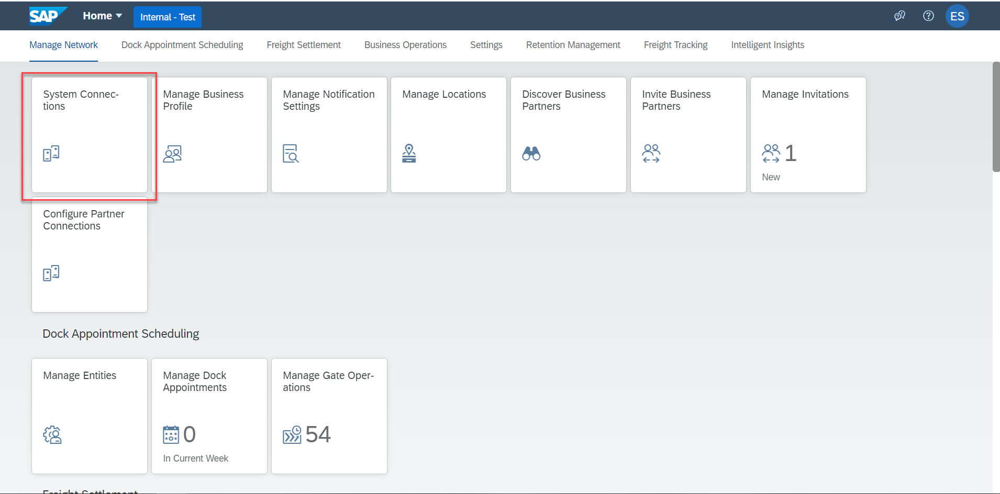 SAP Home Internal - Test ES
Manage Network Dock Appointment Scheduling Freight Settlement Business Operations Settings Retention Management Freight Tracking Intelligent Insights
System Connec-
tions
Manage Business
Profile
Manage Notification
Settings
Manage Locations
Discover Business
Partners
Invite Business
Partners
Manage Invitations
1
New
Configure Partner
Connections
Dock Appointment Scheduling
Manage Entities
Manage Dock
Appointments
0
In Current Week
Manage Gate Oper-
ations
54
Freight Settlement